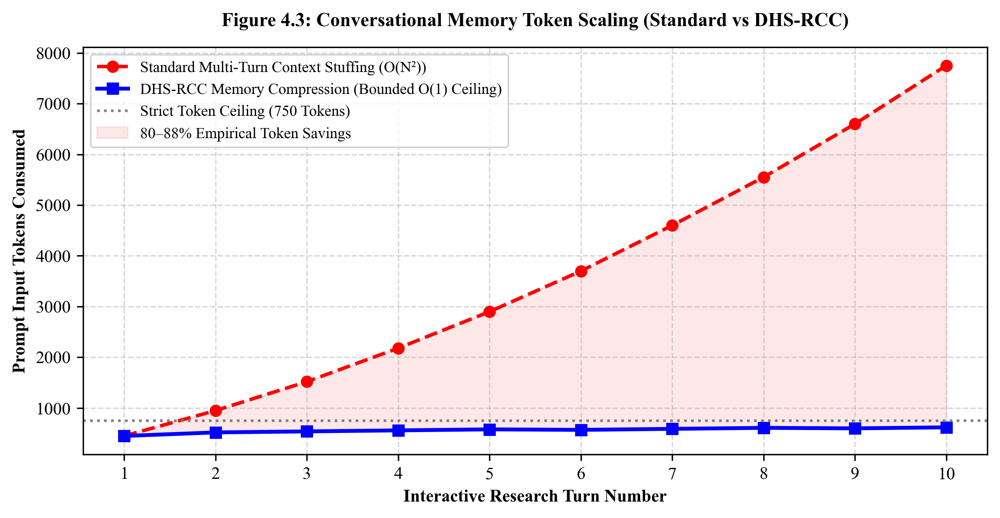 Figure 4.3: Conversational Memory Token Scaling (Standard vs DHS-RCC)
8000
7000
6000
5000
4000
3000
2000
1000
Prompt Input Tokens Consumed
Standard Multi-Turn Context Stuffing (O(N²))
DHS-RCC Memory Compression (Bounded O(1) Ceiling)
Strict Token Ceiling (750 Tokens)
80–88% Empirical Token Savings
1 2 3 4 5 6 7 8 9 10
Interactive Research Turn Number